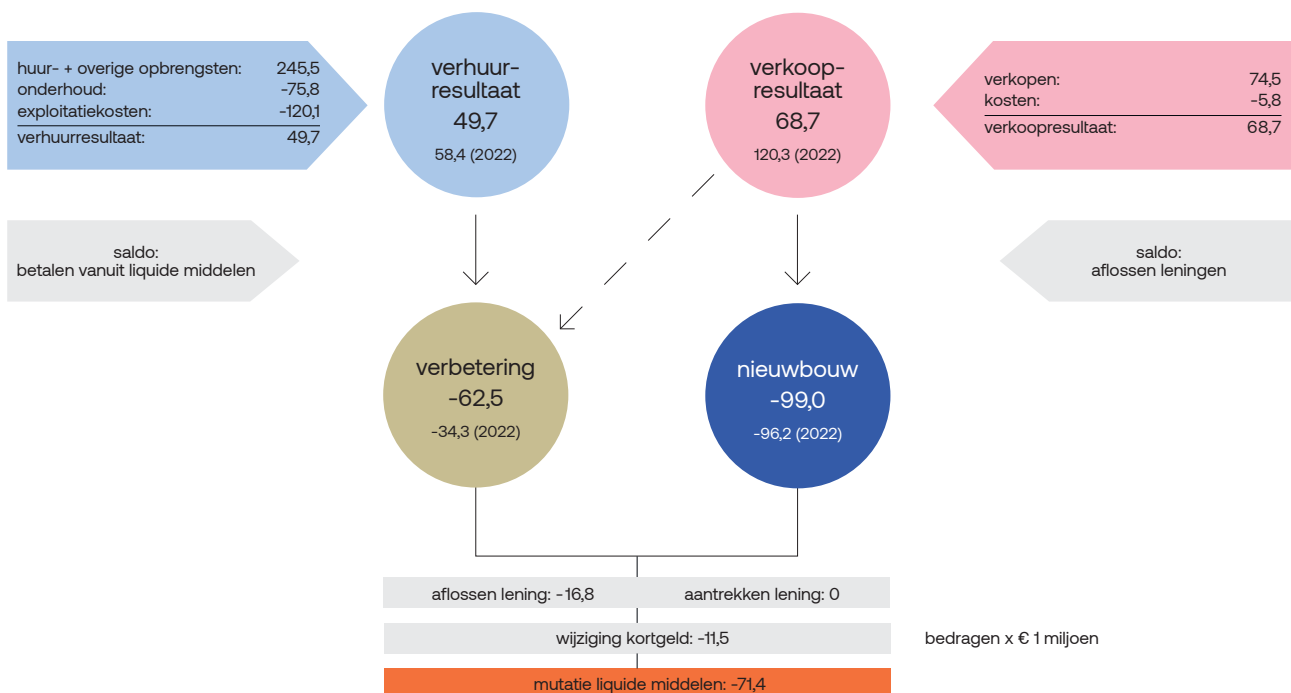 huur- + overige opbrengsten: 245,5
onderhoud: -75,8
exploitatiekosten: -120,1
verhuurresultaat: 49,7
verhuur-
resultaat
49,7
58,4 (2022)
verkoop-
resultaat
68,7
120,3 (2022)
verkopen: 74,5
kosten: -5,8
verkoopresultaat: 68,7
saldo:
betalen vanuit liquide middelen
saldo:
aflossen leningen
verbetering
-62,5
-34,3 (2022)
nieuwbouw
-99,0
-96,2 (2022)
aflossen lening: -16,8
aantrekken lening: 0
wijziging kortgeld: -11,5
bedragen x € 1 miljoen
mutatie liquide middelen: -71,4